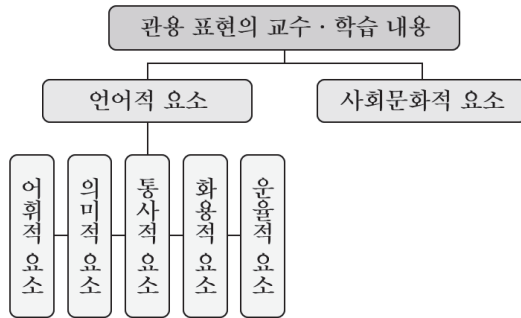 관용 표현의 교수 · 학습 내용
언어적 요소
사회문화적 요소
어휘적 요소
의미적 요소
통사적 요소
화용적 요소
운율적 요소